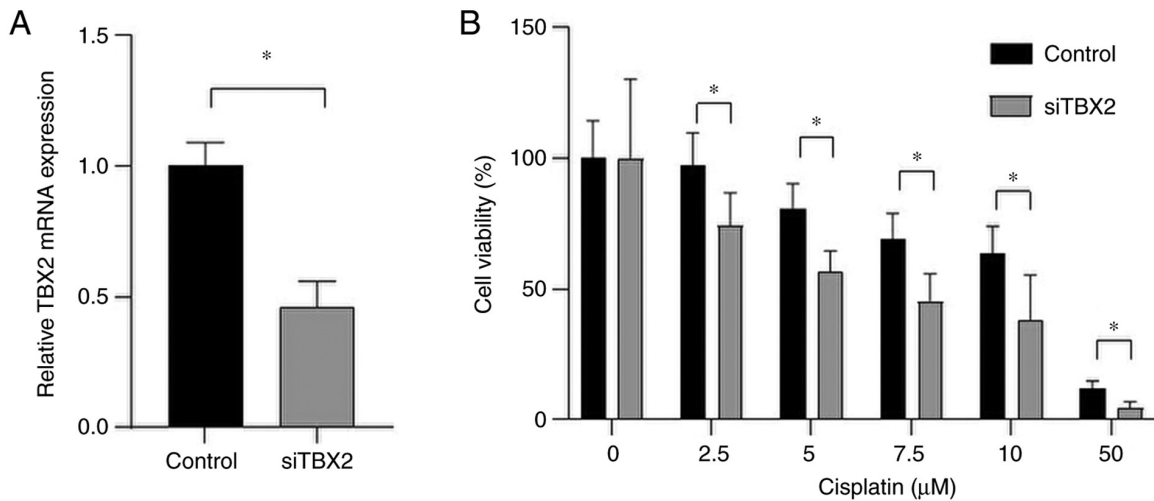 A
Relative TBX2 mRNA expression
1.5
1.0
0.5
0.0
*
Control
siTBX2
B
Cell viability (%)
150
100
50
0
*
*
*
*
*
Control
siTBX2
0
2.5
5
7.5
10
50
Cisplatin (μM)